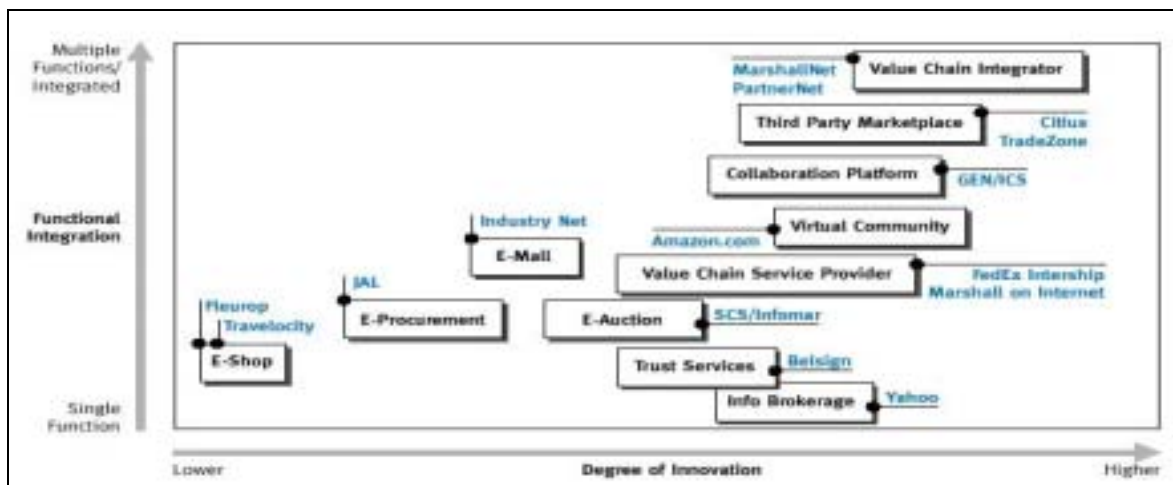 Multiple
Functions/
Integrated
MarshallNet
PartnerNet
Value Chain Integrator
Third Party Marketplace
Citius
TradeZone
Collaboration Platform
GEN/ICS
Functional
Integration
Industry Net
E-Mall
Amazon.com
Virtual Community
Value Chain Service Provider
FedEx Intership
Marshall on Internet
JAL
E-Procurement
E-Auction
SCS/Infomar
Fleurop
Travelocity
E-Shop
Trust Services
Belsign
Info Brokerage
Yahoo
Single
Function
Lower
Degree of Innovation
Higher